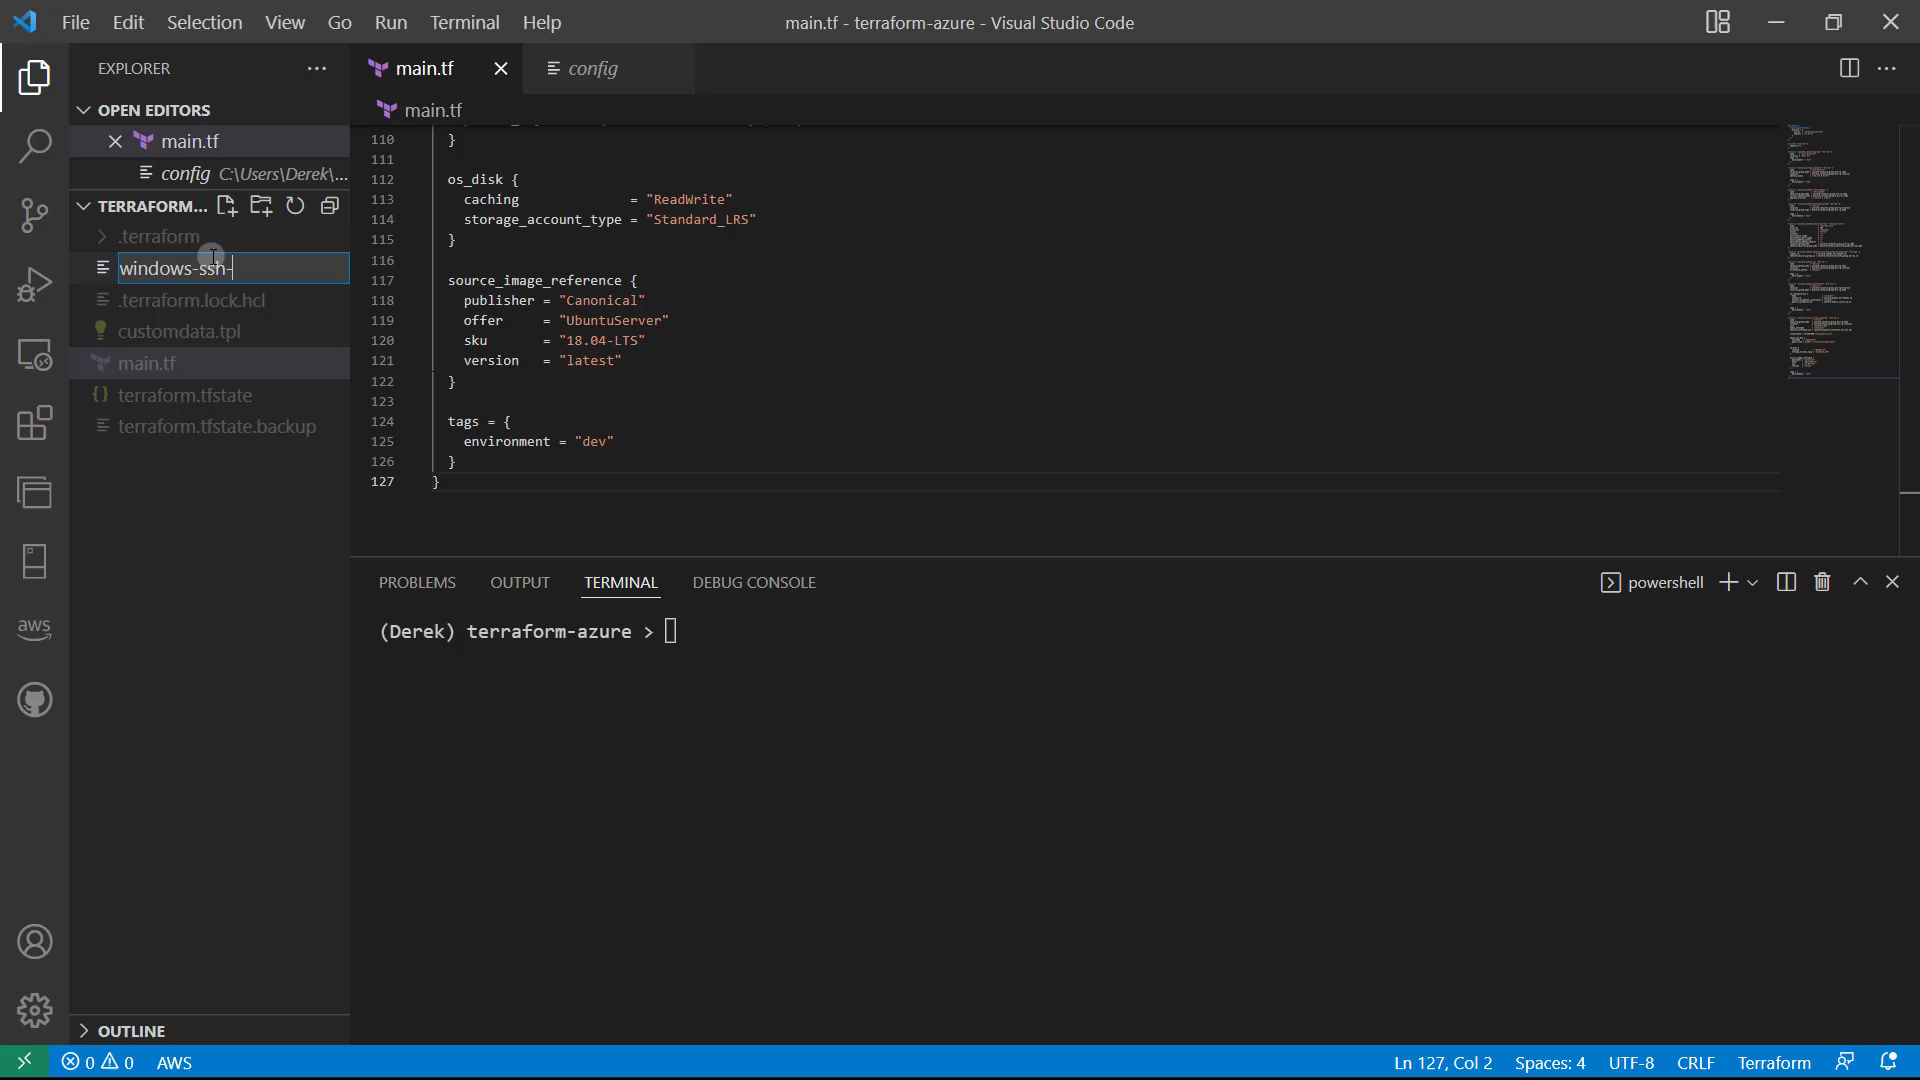 File Edit Selection View Go Run Terminal Help
main.tf - terraform-azure - Visual Studio Code
EXPLORER
OPEN EDITORS
main.tf
config C:\Users\Derek\...
TERRAFORM...
.terraform
windows-ssh-
.terraform.lock.hcl
customdata.tpl
main.tf
terraform.tfstate
terraform.tfstate.backup
OUTLINE
aws
main.tf
config
main.tf
110 }
111
112 os_disk {
113 caching = "ReadWrite"
114 storage_account_type = "Standard_LRS"
115 }
116
117 source_image_reference {
118 publisher = "Canonical"
119 offer = "UbuntuServer"
120 sku = "18.04-LTS"
121 version = "latest"
122 }
123
124 tags = {
125 environment = "dev"
126 }
127 }
PROBLEMS OUTPUT TERMINAL DEBUG CONSOLE
powershell
(Derek) terraform-azure >
0 0 AWS
Ln 127, Col 2 Spaces: 4 UTF-8 CRLF Terraform